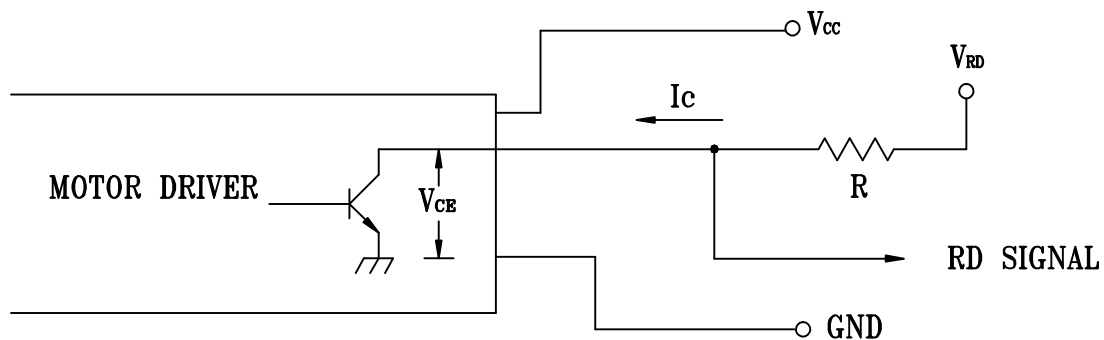 VCC
VRD
Ic
MOTOR DRIVER
VCE
R
RD SIGNAL
GND